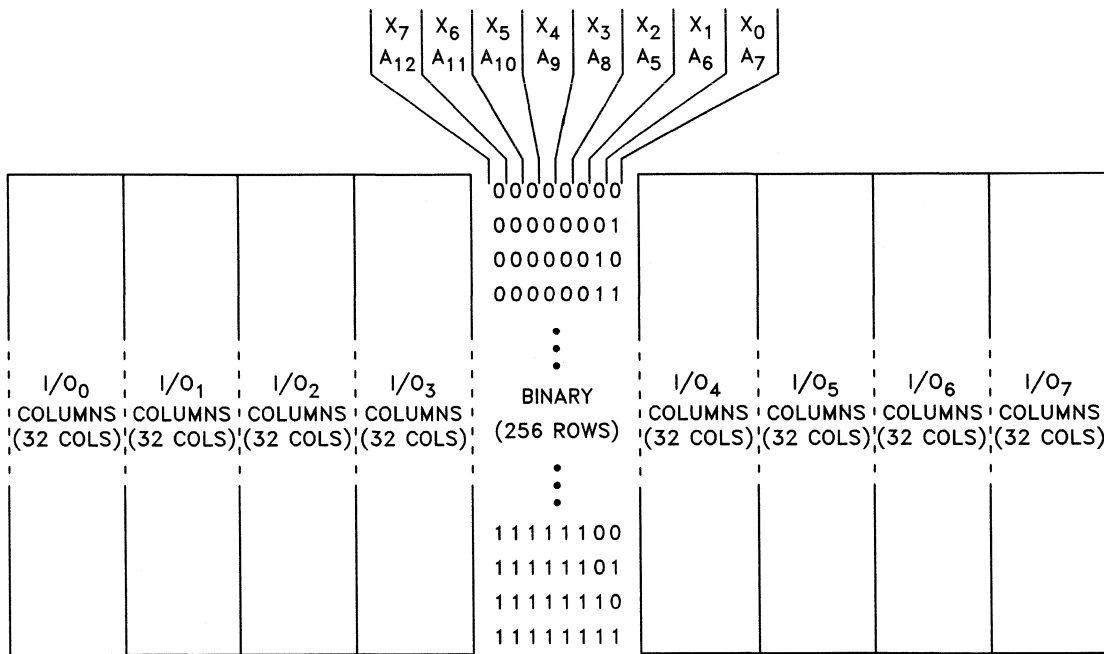 X₇ X₆ X₅ X₄ X₃ X₂ X₁ X₀
A₁₂ A₁₁ A₁₀ A₉ A₈ A₅ A₆ A₇
00000000
00000001
00000010
00000011
I/O₀ I/O₁ I/O₂ I/O₃ BINARY I/O₄ I/O₅ I/O₆ I/O₇
COLUMNS COLUMNS COLUMNS COLUMNS COLUMNS COLUMNS COLUMNS COLUMNS
(32 COLS) (32 COLS) (32 COLS) (32 COLS) (256 ROWS) (32 COLS) (32 COLS) (32 COLS) (32 COLS)
11111100
11111101
11111110
11111111